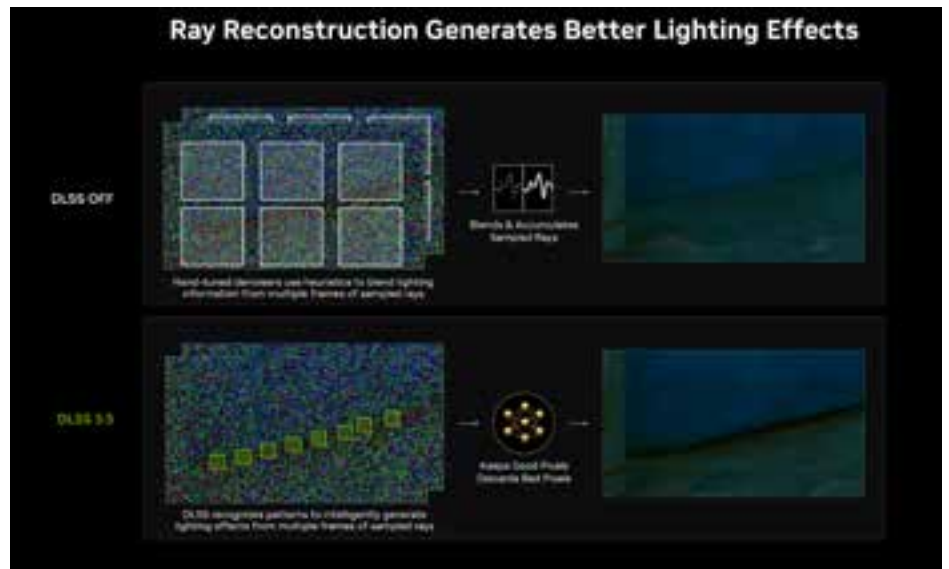 Ray Reconstruction Generates Better Lighting Effects
DLSS OFF
Blends & Accumulates
Sampled Rays
Hand-tuned denoisers use heuristics to blend lighting
information from multiple frames of sampled rays
DLSS 3.5
Keeps Good Pixels
Discards Bad Pixels
DLSS recognizes patterns to intelligently generate
lighting effects from multiple frames of sampled rays